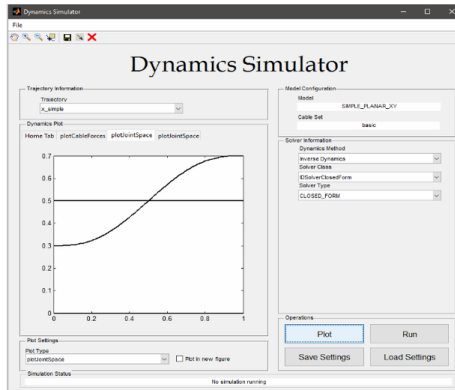 Dynamics Simulator
File
Dynamics Simulator
Trajectory Information
Trajectory
x_simple
Dynamics Plot
Home Tab plotCableForces plotJointSpace plotJointSpace
0.7
0.6
0.5
0.4
0.3
0.2
0.1
0
0 0.2 0.4 0.6 0.8 1
Plot Settings
Plot Type
plotJointSpace
Plot in new figure
Model Configuration
Model
SIMPLE_PLANAR_XY
Cable Set
basic
Solver Information
Dynamics Method
Inverse Dynamics
Solver Class
IDSolverClosedForm
Solver Type
CLOSED_FORM
Operations
Plot Run
Save Settings Load Settings
Simulation Status
No simulation running